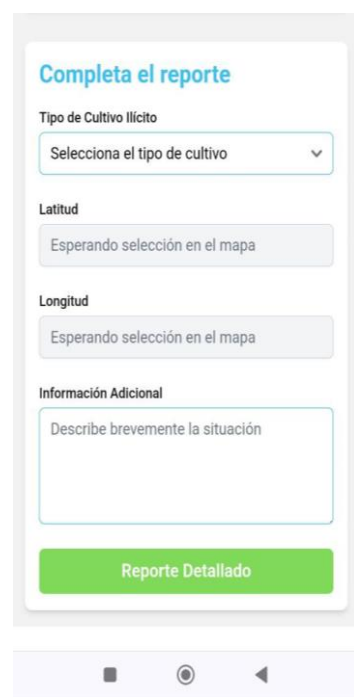 Completa el reporte
Tipo de Cultivo Ilícito
Selecciona el tipo de cultivo
Latitud
Esperando selección en el mapa
Longitud
Esperando selección en el mapa
Información Adicional
Describe brevemente la situación
Reporte Detallado